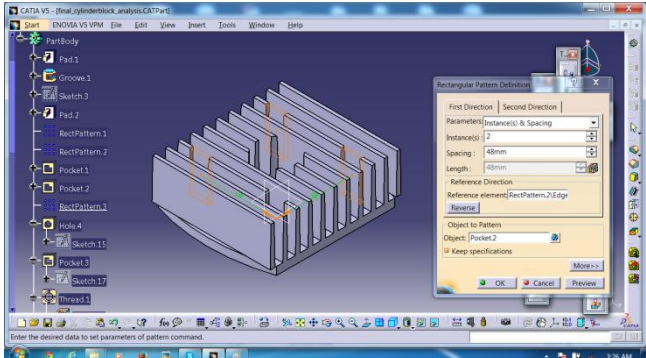 CATIA V5 - [final_cylinderblock_analysis.CATPart]
Start ENOVIA V5 VPM File Edit View Insert Tools Window Help
PartBody
Pad.1
Groove.1
Sketch.3
Pad.2
RectPattern.1
RectPattern.2
Pocket.1
Pocket.2
RectPattern.3
Hole.4
Sketch.15
Pocket.3
Sketch.17
Thread.1
T...
Rectangular Pattern Definition
First Direction Second Direction
Parameters: Instance(s) & Spacing
Instance(s) : 2
Spacing : 48mm
Length : 48mm
Reference Direction
Reference element: RectPattern.2\Edge
Reverse
Object to Pattern
Object: Pocket.2
Keep specifications
More>>
OK Cancel Preview
Enter the desired data to set parameters of pattern command.
3:26 AM